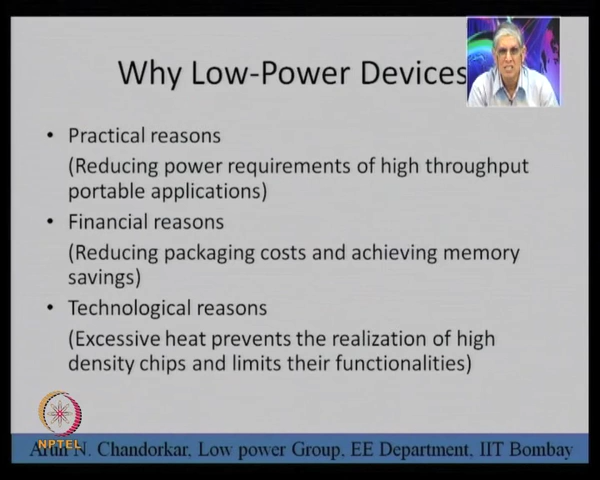 Why Low-Power Devices
• Practical reasons
(Reducing power requirements of high throughput
portable applications)
• Financial reasons
(Reducing packaging costs and achieving memory
savings)
• Technological reasons
(Excessive heat prevents the realization of high
density chips and limits their functionalities)
NPTEL
Arun N. Chandorkar, Low power Group, EE Department, IIT Bombay